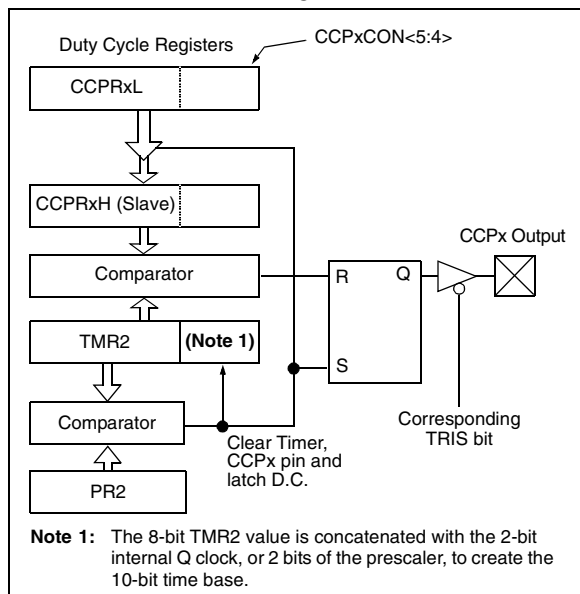 Duty Cycle Registers
CCPxCON<5:4>
CCPRxL
CCPRxH (Slave)
CCPx Output
Comparator
R
Q
TMR2
(Note 1)
S
Comparator
Clear Timer,
CCPx pin and
latch D.C.
Corresponding
TRIS bit
PR2
Note 1: The 8-bit TMR2 value is concatenated with the 2-bit
internal Q clock, or 2 bits of the prescaler, to create the
10-bit time base.